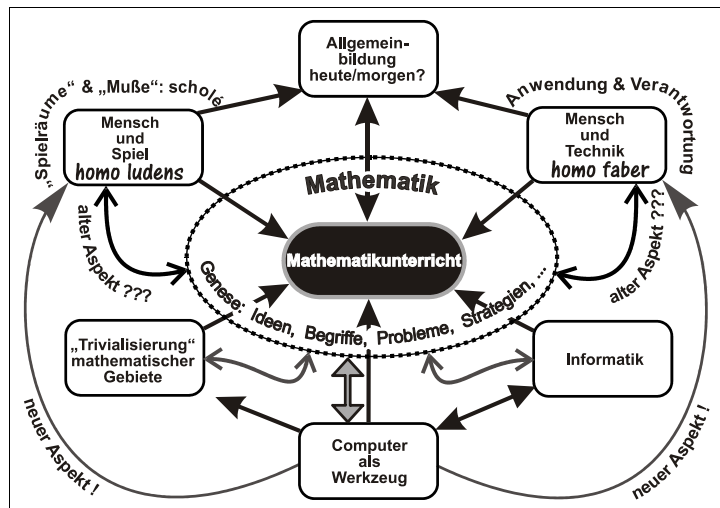 Allgemein-
bildung
heute/morgen?
„Spielräume“ & „Muße“: scholé
Anwendung & Verantwortung
Mensch
und
Spiel
homo ludens
Mensch
und
Technik
homo faber
Mathematik
Mathematikunterricht
alter Aspekt ???
alter Aspekt ???
Genese: Ideen, Begriffe, Probleme, Strategien, ...
„Trivialisierung“
mathematischer
Gebiete
Informatik
neuer Aspekt !
neuer Aspekt !
Computer
als
Werkzeug